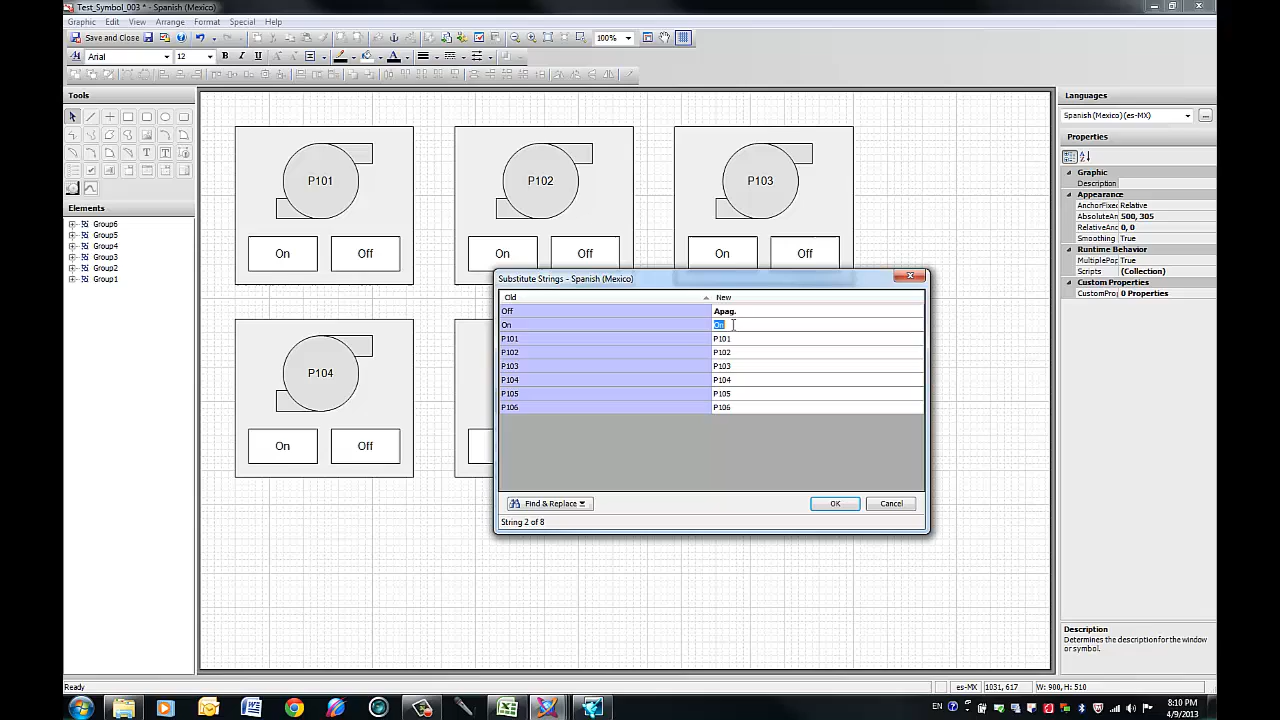 Test_Symbol_003 * - Spanish (Mexico)
Graphic Edit View Arrange Format Special Help
Save and Close
100%
Arial 12 B I U A
Tools
Elements
Group6
Group5
Group4
Group3
Group2
Group1
P101
On Off
P102
On Off
P103
On Off
P104
On Off
Substitute Strings - Spanish (Mexico)
Old New
Off Apag.
On On
P101 P101
P102 P102
P103 P103
P104 P104
P105 P105
P106 P106
Find & Replace
OK
Cancel
String 2 of 8
Languages
Spanish (Mexico) (es-MX)
Properties
Graphic
Description
Appearance
AnchorFixed Relative
AbsoluteAn 500, 305
RelativeAnc 0, 0
Smoothing True
Runtime Behavior
MultiplePop True
Scripts (Collection)
Custom Properties
CustomProp 0 Properties
Description
Determines the description for the window
or symbol.
Ready
es-MX 1031, 617 W: 900, H: 510
EN
8:10 PM
4/9/2013